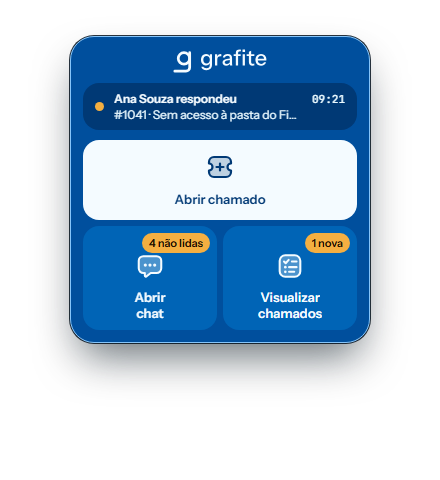 grafite
Ana Souza respondeu 09:21
#1041 · Sem acesso à pasta do Fi...
Abrir chamado
4 não lidas
1 nova
Abrir
chat
Visualizar
chamados